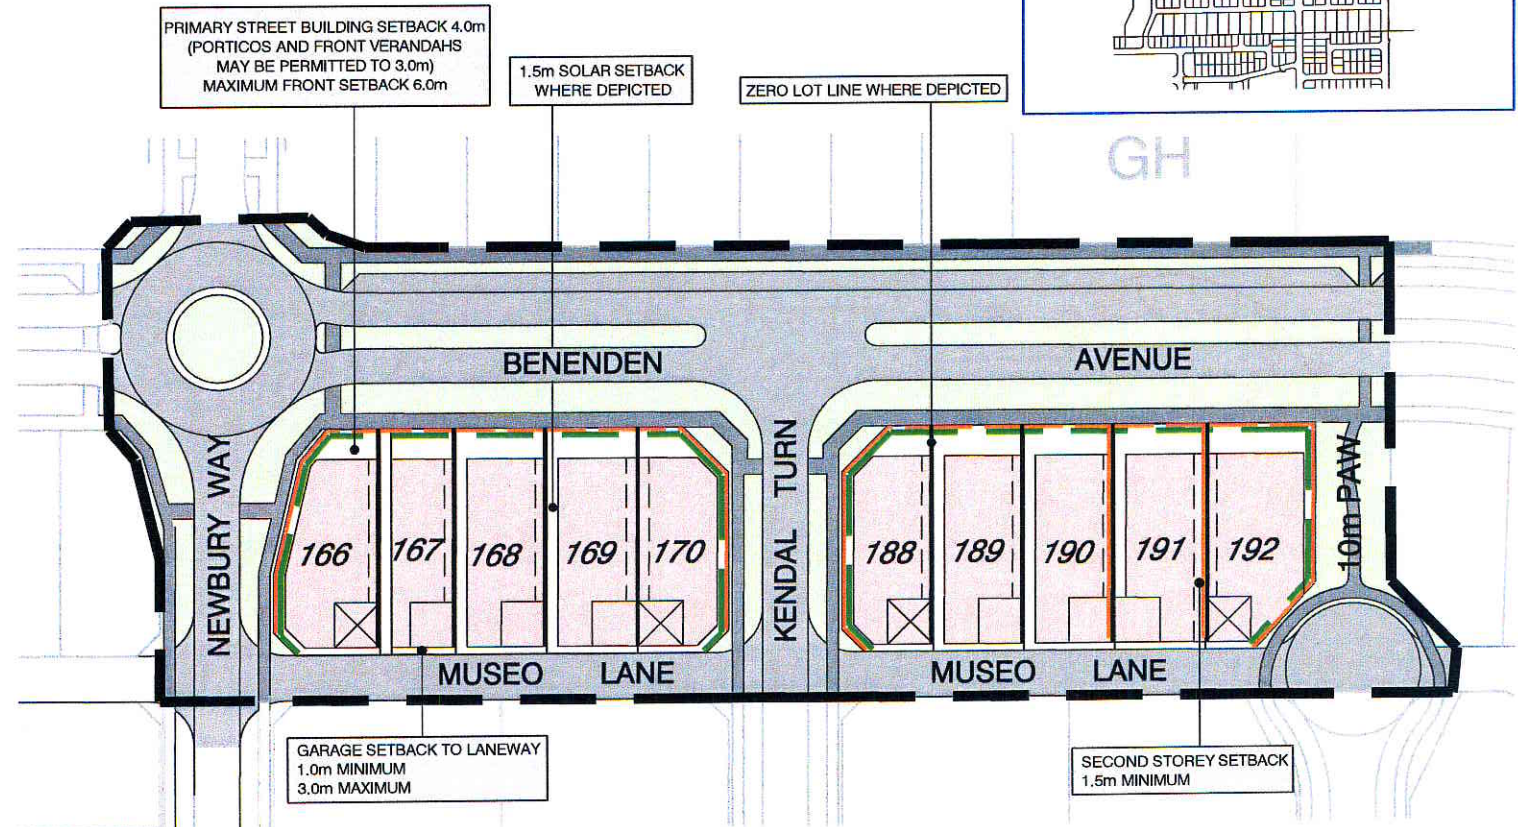 PRIMARY STREET BUILDING SETBACK 4.0m
(PORTICOS AND FRONT VERANDAHS
MAY BE PERMITTED TO 3.0m)
MAXIMUM FRONT SETBACK 6.0m
1.5m SOLAR SETBACK
WHERE DEPICTED
ZERO LOT LINE WHERE DEPICTED
GH
BENENDEN AVENUE
NEWBURY WAY
KENDAL TURN
10m PAW
166 167 168 169 170 188 189 190 191 192
MUSEO LANE MUSEO LANE
GARAGE SETBACK TO LANEWAY
1.0m MINIMUM
3.0m MAXIMUM
SECOND STOREY SETBACK
1.5m MINIMUM